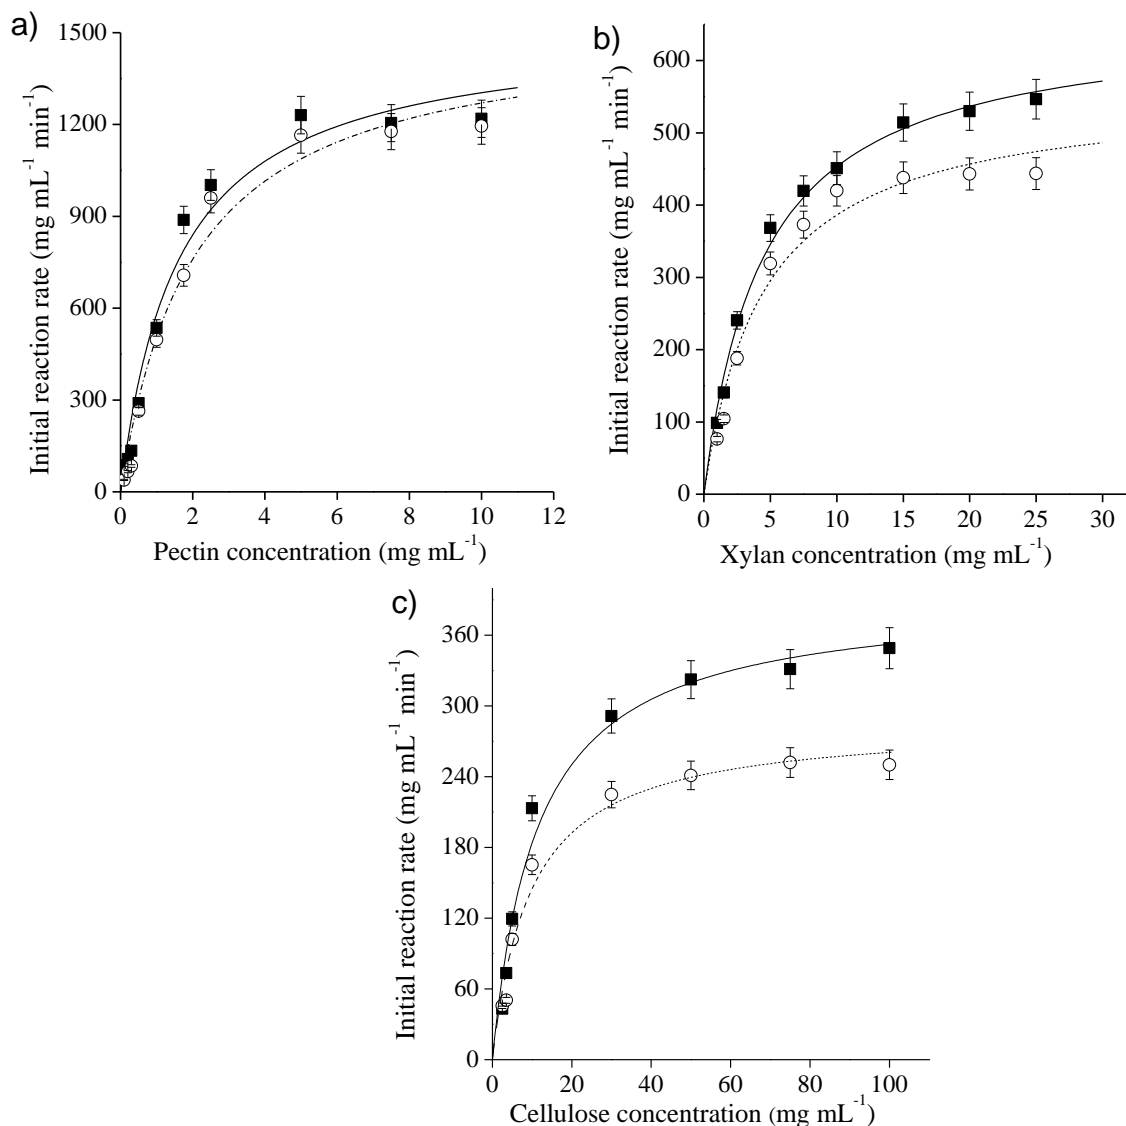 a)
1500
1200
900
600
300
0
Initial reaction rate (mg mL⁻¹ min⁻¹)
0 2 4 6 8 10 12
Pectin concentration (mg mL⁻¹)
b)
600
500
400
300
200
100
0
Initial reaction rate (mg mL⁻¹ min⁻¹)
0 5 10 15 20 25 30
Xylan concentration (mg mL⁻¹)
c)
360
300
240
180
120
60
0
Initial reaction rate (mg mL⁻¹ min⁻¹)
0 20 40 60 80 100
Cellulose concentration (mg mL⁻¹)